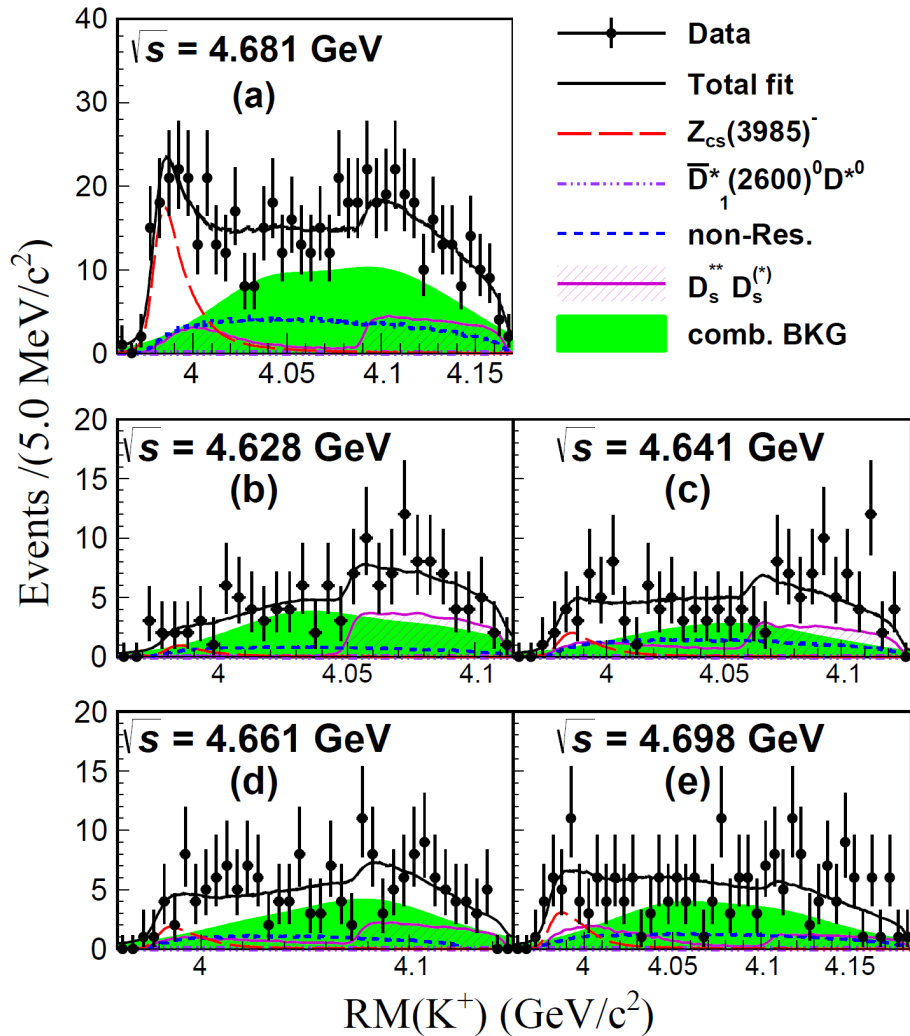 Events /(5.0 MeV/c²)
40
30
20
10
0
√s = 4.681 GeV
(a)
4
4.05
4.1
4.15
Data
Total fit
Z_cs(3985)⁻
D̅*₁(2600)⁰D*⁰
non-Res.
D_s** D_s^(*)
comb. BKG
20
15
10
5
0
√s = 4.628 GeV
(b)
4
4.05
4.1
√s = 4.641 GeV
(c)
4
4.05
4.1
20
15
10
5
0
√s = 4.661 GeV
(d)
4
4.1
√s = 4.698 GeV
(e)
4
4.05
4.1
4.15
RM(K⁺) (GeV/c²)